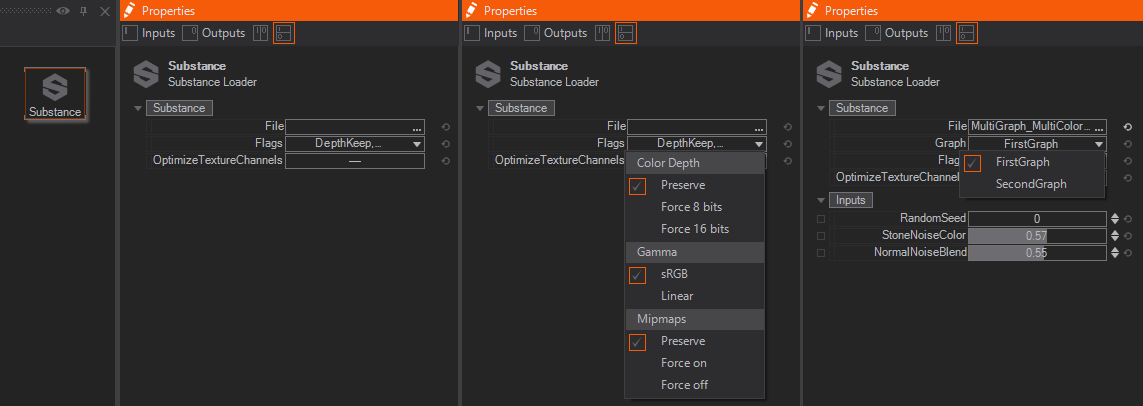 Substance
Properties
Inputs Outputs
Substance
Substance Loader
Substance
File ...
Flags DepthKeep,...
OptimizeTextureChannels —
Properties
Inputs Outputs
Substance
Substance Loader
Substance
File ...
Flags DepthKeep,...
OptimizeTextureChannels
Color Depth
Preserve
Force 8 bits
Force 16 bits
Gamma
sRGB
Linear
Mipmaps
Preserve
Force on
Force off
Properties
Inputs Outputs
Substance
Substance Loader
Substance
File MultiGraph_MultiColor... ...
Graph FirstGraph
Flag
OptimizeTextureChannel
FirstGraph
SecondGraph
Inputs
RandomSeed 0
StoneNoiseColor 0.57
NormalNoiseBlend 0.55